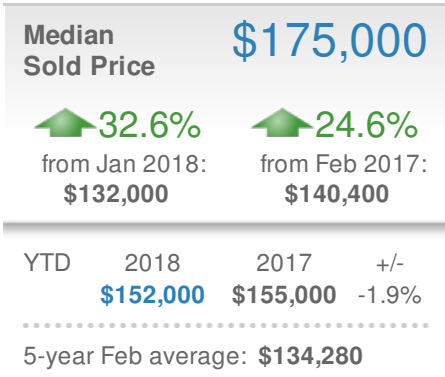 Median
Sold Price
$175,000
32.6% 24.6%
from Jan 2018: from Feb 2017:
$132,000 $140,400
YTD 2018 2017 +/-
$152,000 $155,000 -1.9%
5-year Feb average: $134,280